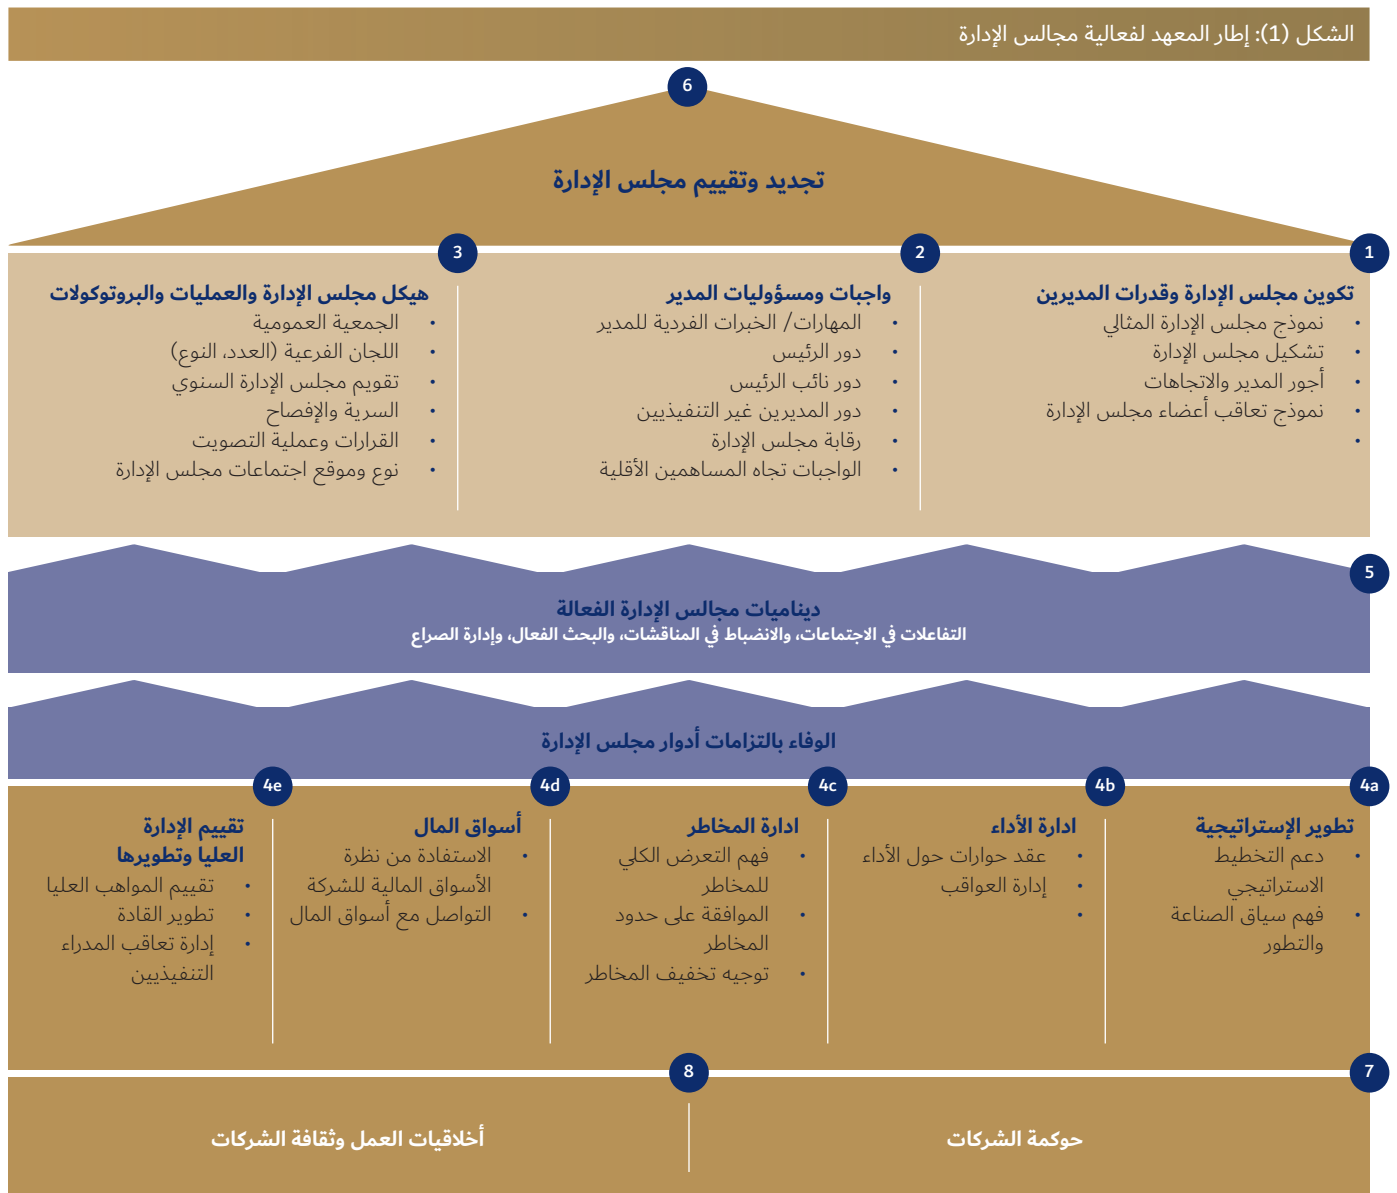 الشكل (1): إطار المعهد لفعالية مجالس الإدارة
6
تجديد وتقييم مجلس الإدارة
1
تكوين مجلس الإدارة وقدرات المديرين
• نموذج مجلس الإدارة المثالي
• تشكيل مجلس الإدارة
• أجور المدير والاتجاهات
• نموذج تعاقب أعضاء مجلس الإدارة
•
2
واجبات ومسؤوليات المدير
• المهارات/ الخبرات الفردية للمدير
• دور الرئيس
• دور نائب الرئيس
• دور المديرين غير التنفيذيين
• رقابة مجلس الإدارة
• الواجبات تجاه المساهمين الأقلية
3
هيكل مجلس الإدارة والعمليات والبروتوكولات
• الجمعية العمومية
• اللجان الفرعية (العدد، النوع)
• تقويم مجلس الإدارة السنوي
• السرية والإفصاح
• القرارات وعملية التصويت
• نوع وموقع اجتماعات مجلس الإدارة
5
ديناميات مجالس الإدارة الفعالة
التفاعلات في الاجتماعات، والانضباط في المناقشات، والبحث الفعال، وإدارة الصراع
الوفاء بالتزامات أدوار مجلس الإدارة
4a
تطوير الإستراتيجية
• دعم التخطيط
الاستراتيجي
• فهم سياق الصناعة
والتطور
4b
ادارة الأداء
• عقد حوارات حول الأداء
• إدارة العواقب
•
4c
ادارة المخاطر
• فهم التعرض الكلي
للمخاطر
• الموافقة على حدود
المخاطر
• توجيه تخفيف المخاطر
4d
أسواق المال
• الاستفادة من نظرة
الأسواق المالية للشركة
• التواصل مع أسواق المال
4e
تقييم الإدارة
العليا وتطويرها
• تقييم المواهب العليا
• تطوير القادة
• إدارة تعاقب المدراء
التنفيذيين
7
حوكمة الشركات
8
أخلاقيات العمل وثقافة الشركات